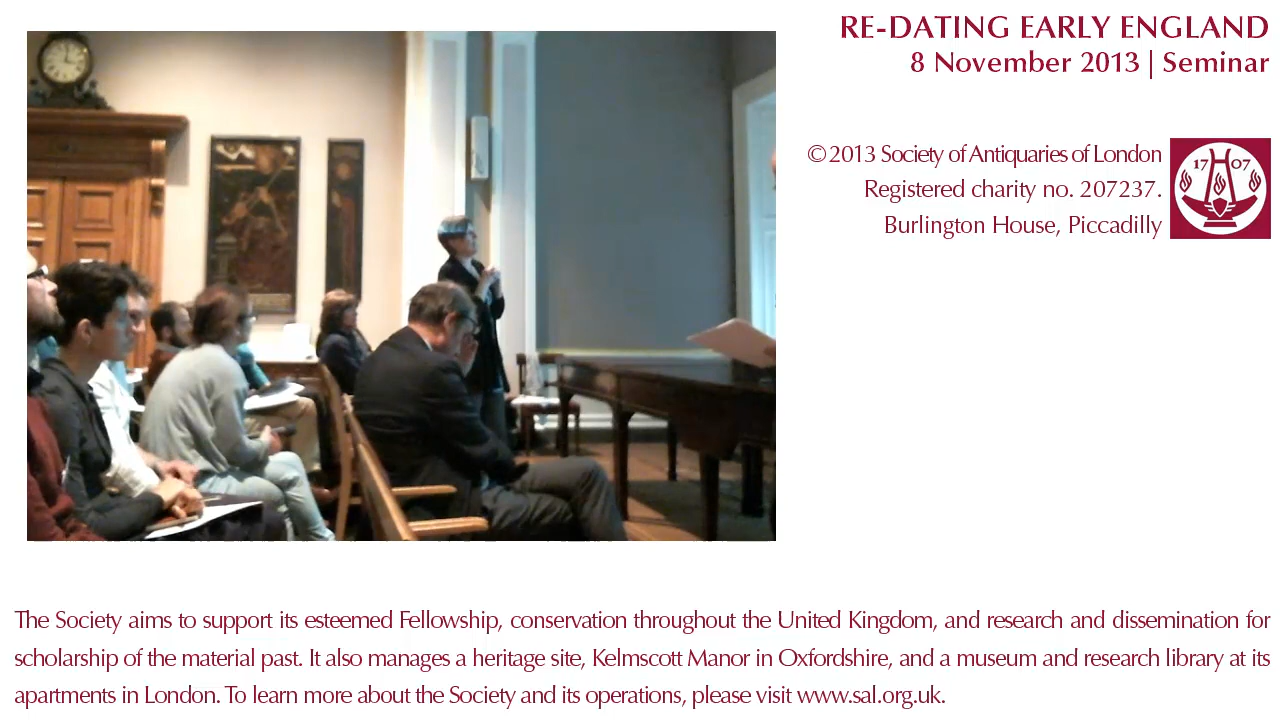 RE-DATING EARLY ENGLAND
8 November 2013 | Seminar
©2013 Society of Antiquaries of London
Registered charity no. 207237.
Burlington House, Piccadilly
1707
The Society aims to support its esteemed Fellowship, conservation throughout the United Kingdom, and research and dissemination for
scholarship of the material past. It also manages a heritage site, Kelmscott Manor in Oxfordshire, and a museum and research library at its
apartments in London. To learn more about the Society and its operations, please visit www.sal.org.uk.